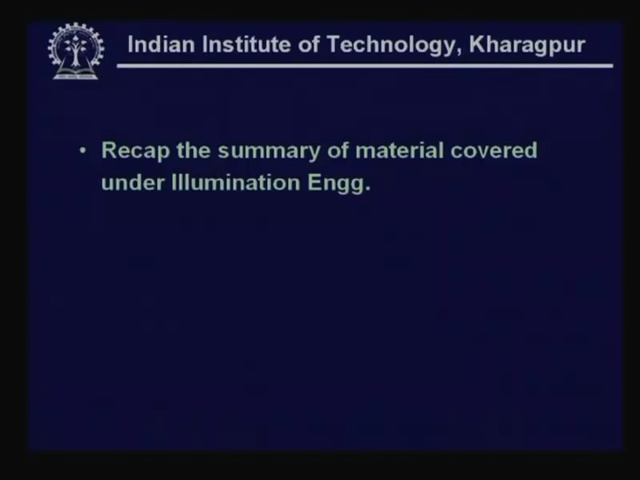 Indian Institute of Technology, Kharagpur
• Recap the summary of material covered
under Illumination Engg.